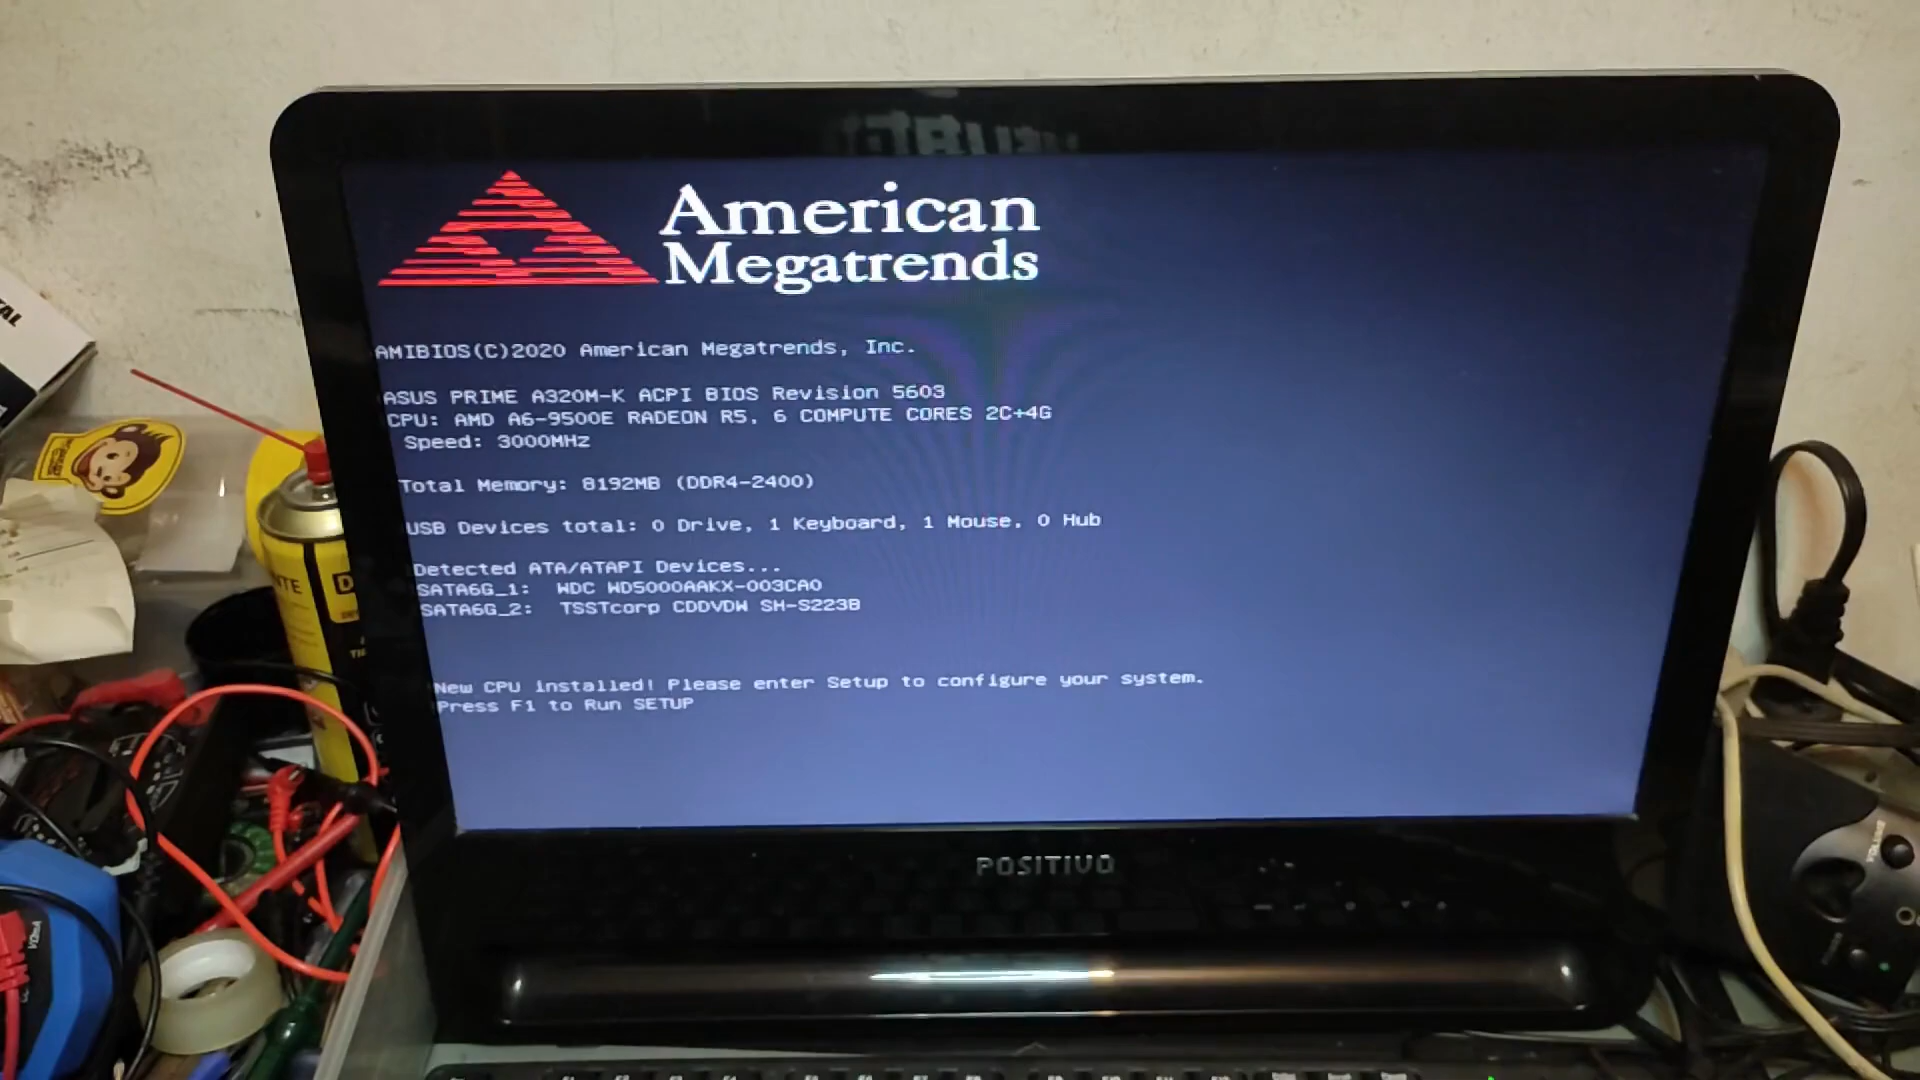 American
Megatrends
AMIBIOS(C)2020 American Megatrends, Inc.
ASUS PRIME A320M-K ACPI BIOS Revision 5603
CPU: AMD A6-9500E RADEON R5, 6 COMPUTE CORES 2C+4G
Speed: 3000MHz
Total Memory: 8192MB (DDR4-2400)
USB Devices total: 0 Drive, 1 Keyboard, 1 Mouse, 0 Hub
Detected ATA/ATAPI Devices...
SATA6G_1: WDC WD5000AAKX-003CA0
SATA6G_2: TSSTcorp CDDVDW SH-S223B
New CPU installed! Please enter Setup to configure your system.
Press F1 to Run SETUP
POSITIVO